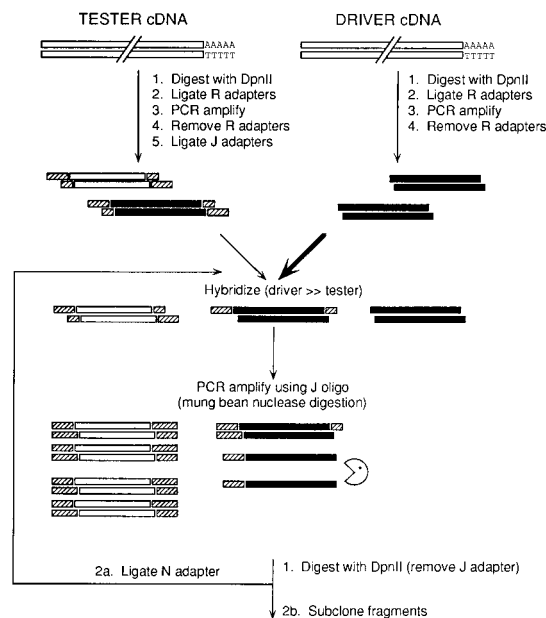 TESTER cDNA
DRIVER cDNA
AAAAA
TTTTT
AAAAA
TTTTT
1. Digest with DpnII
2. Ligate R adapters
3. PCR amplify
4. Remove R adapters
5. Ligate J adapters
1. Digest with DpnII
2. Ligate R adapters
3. PCR amplify
4. Remove R adapters
Hybridize (driver >> tester)
PCR amplify using J oligo
(mung bean nuclease digestion)
2a. Ligate N adapter
1. Digest with DpnII (remove J adapter)
2b. Subclone fragments